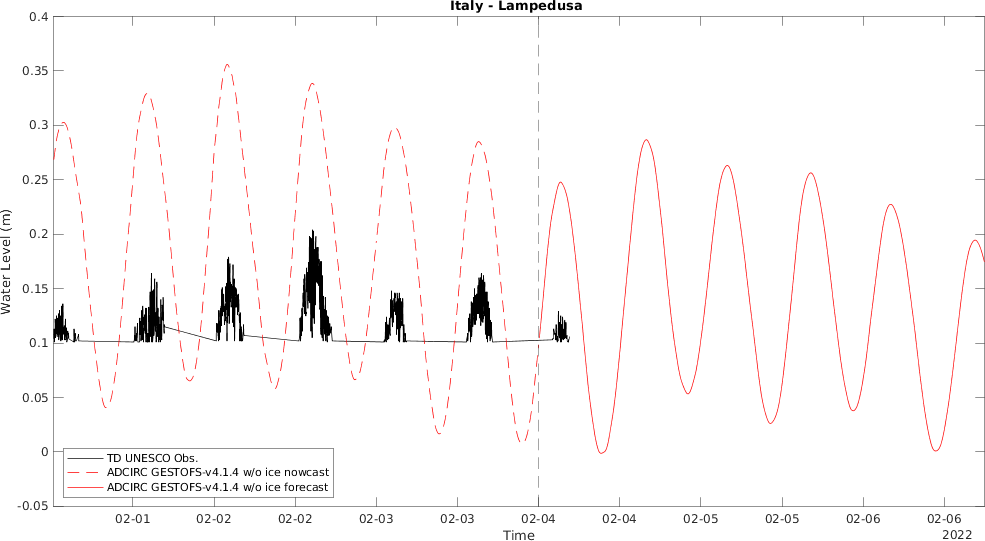 Italy - Lampedusa
0.4
0.35
0.3
0.25
0.2
0.15
0.1
0.05
0
-0.05
Water Level (m)
TD UNESCO Obs.
ADCIRC GESTOFS-v4.1.4 w/o ice nowcast
ADCIRC GESTOFS-v4.1.4 w/o ice forecast
02-01 02-02 02-02 02-03 02-03 02-04 02-04 02-05 02-05 02-06 02-06
Time
2022